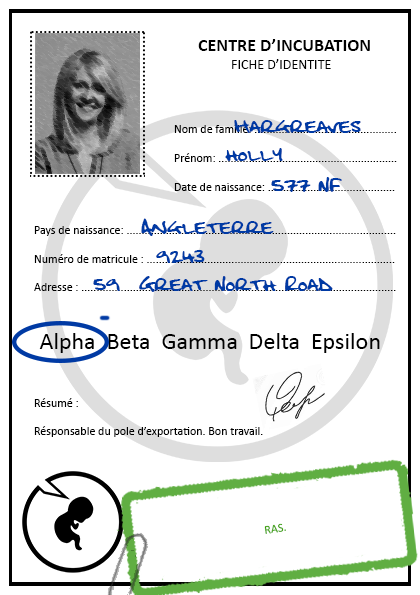 CENTRE D’INCUBATION
FICHE D’IDENTITE
Nom de famille HARGREAVES
Prénom: HOLLY
Date de naissance: 577 NF
Pays de naissance: ANGLETERRE
Numéro de matricule : 9243
Adresse : 59 GREAT NORTH ROAD
Alpha Beta Gamma Delta Epsilon
Résumé :
Résponsable du pole d’exportation. Bon travail.
RAS.